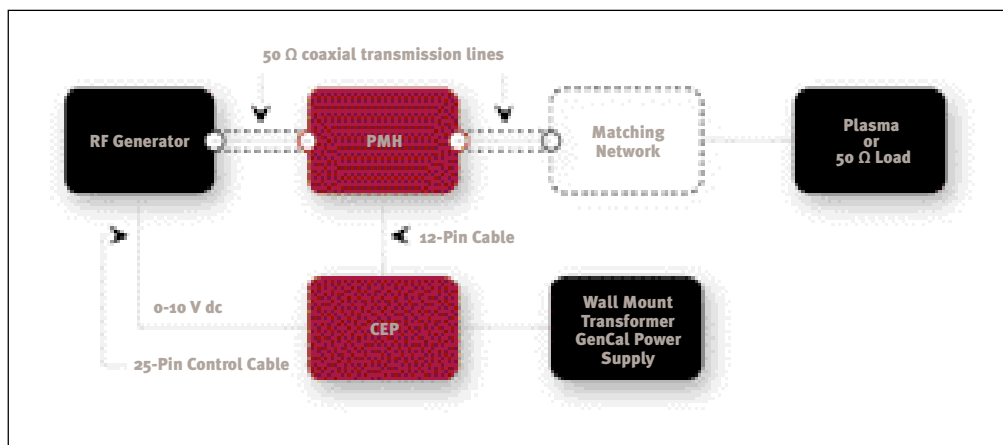 50 Ω coaxial transmission lines
RF Generator
PMH
Matching
Network
Plasma
or
50 Ω Load
12-Pin Cable
0-10 V dc
CEP
Wall Mount
Transformer
GenCal Power
Supply
25-Pin Control Cable